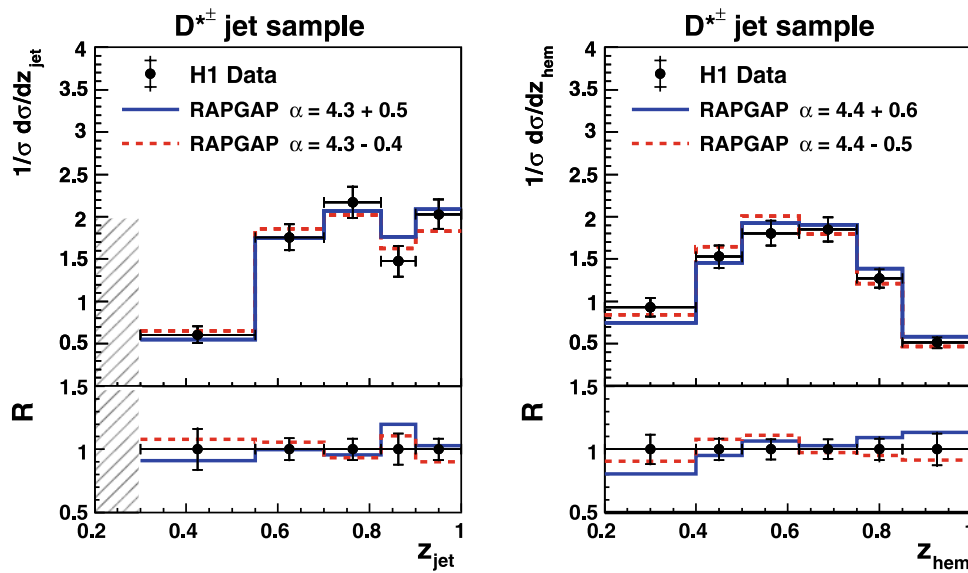 D*± jet sample
1/σ dσ/dz_jet
4
3.5
3
2.5
2
1.5
1
0.5
H1 Data
RAPGAP α = 4.3 + 0.5
RAPGAP α = 4.3 - 0.4
R
1.5
1
0.5
0.2 0.4 0.6 0.8 1
z_jet
D*± jet sample
1/σ dσ/dz_hem
4
3.5
3
2.5
2
1.5
1
0.5
H1 Data
RAPGAP α = 4.4 + 0.6
RAPGAP α = 4.4 - 0.5
R
1.5
1
0.5
0.2 0.4 0.6 0.8 1
z_hem